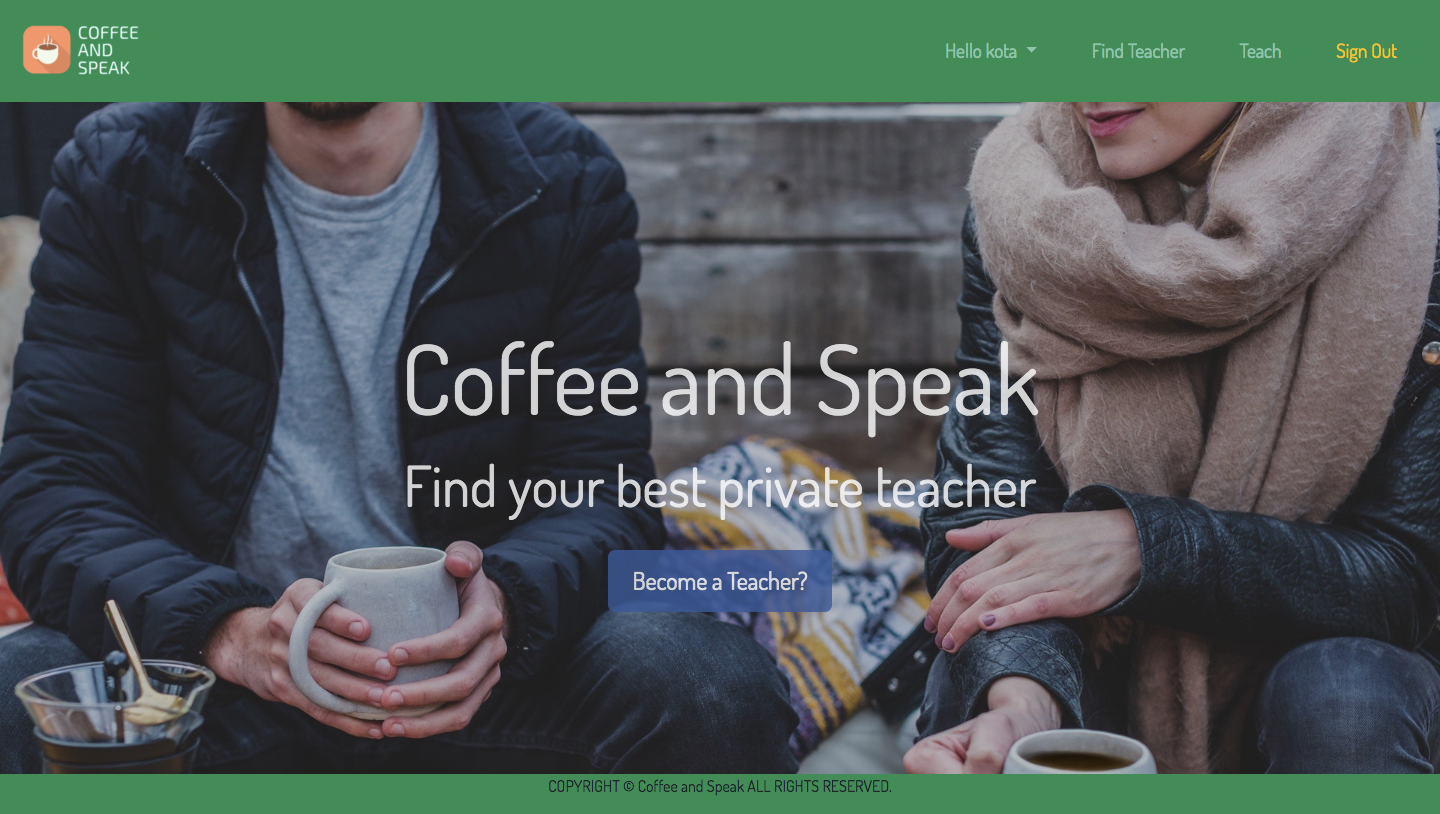 COFFEE
AND
SPEAK
Hello kota
Find Teacher
Teach
Sign Out
Coffee and Speak
Find your best private teacher
Become a Teacher?
COPYRIGHT © Coffee and Speak ALL RIGHTS RESERVED.